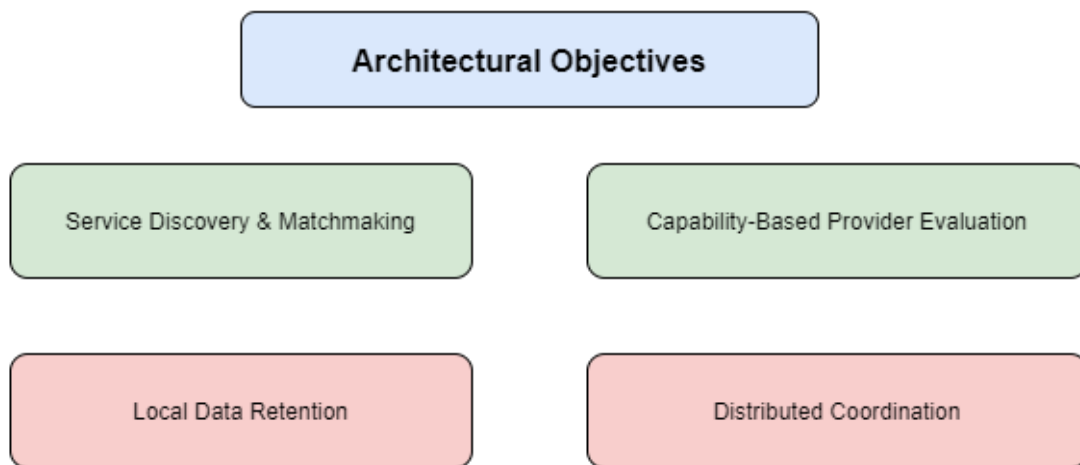 Architectural Objectives
Service Discovery & Matchmaking
Capability-Based Provider Evaluation
Local Data Retention
Distributed Coordination